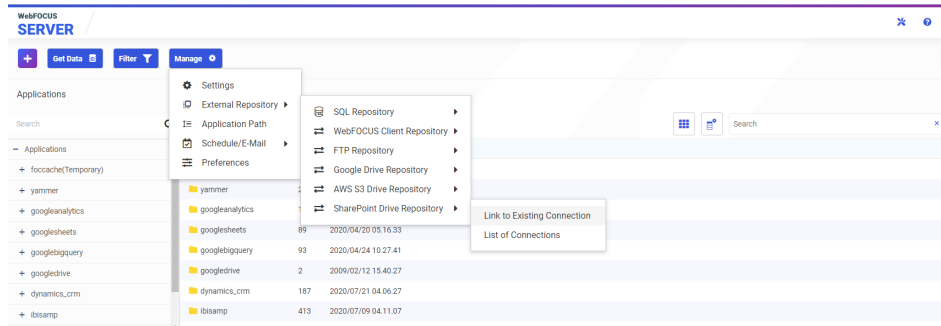 WebFOCUS
SERVER
+ Get Data Filter Manage
Applications
Settings
External Repository
Application Path
Schedule/E-Mail
Preferences
SQL Repository
WebFOCUS Client Repository
FTP Repository
Google Drive Repository
AWS S3 Drive Repository
SharePoint Drive Repository
Link to Existing Connection
List of Connections
Search
Search
Applications
foccache(Temporary)
yammer
googleanalytics
googlesheets
googlebigquery
googledrive
dynamics_crm
ibisamp
yammer
googleanalytics
googlesheets 89 2020/04/20 05.16.33
googlebigquery 93 2020/04/24 10.27.41
googledrive 2 2009/02/12 15.40.27
dynamics_crm 187 2020/07/21 04.06.27
ibisamp 413 2020/07/09 04.11.07